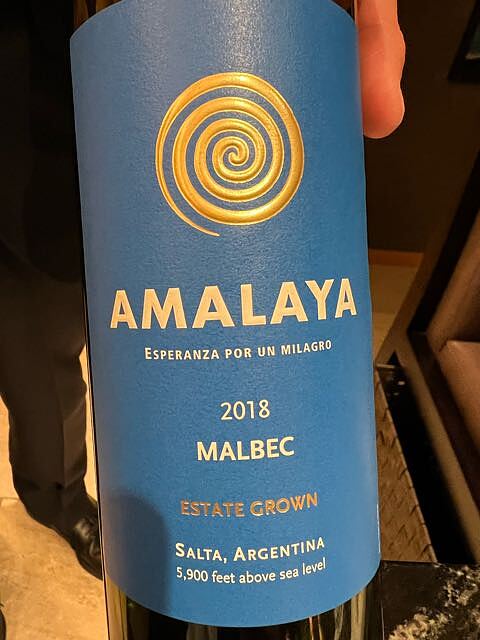 AMALAYA
ESPERANZA POR UN MILAGRO
2018
MALBEC
ESTATE GROWN
SALTA, ARGENTINA
5,900 feet above sea level